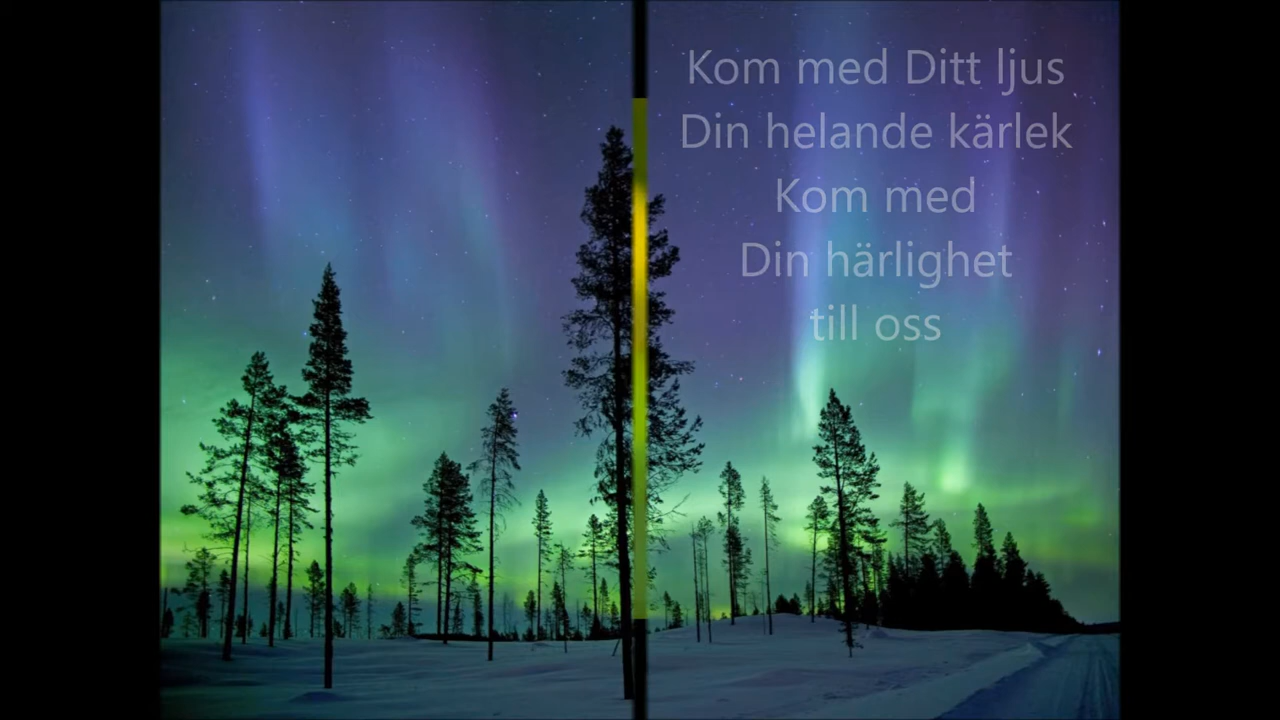 Kom med Ditt ljus
Din helande kärlek
Kom med
Din härlighet
till oss